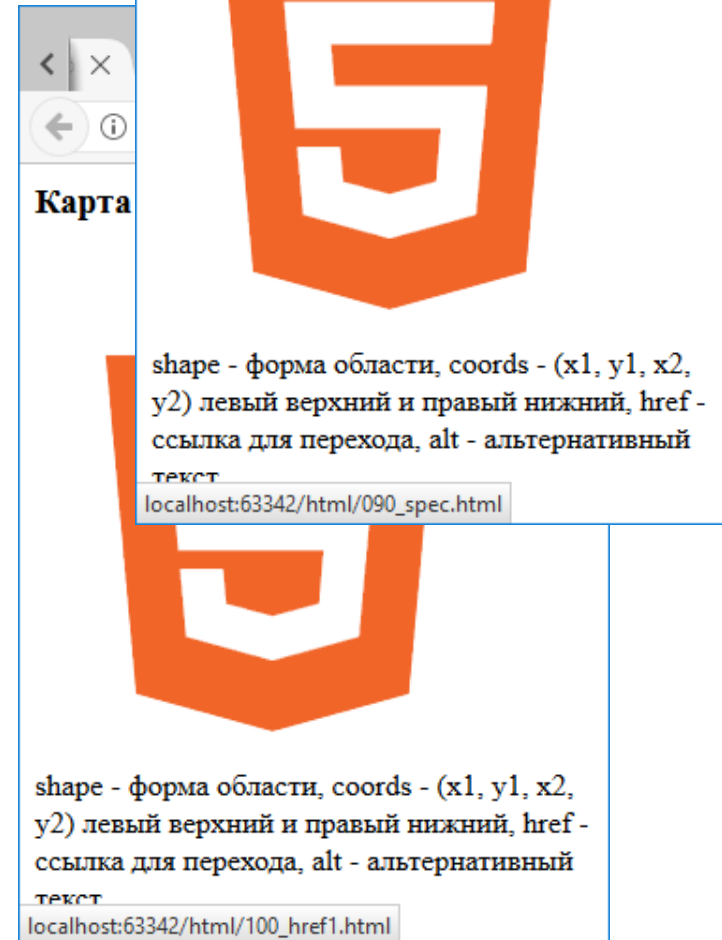 Карта
shape - форма области, coords - (x1, y1, x2,
y2) левый верхний и правый нижний, href -
ссылка для перехода, alt - альтернативный
текст
localhost:63342/html/090_spec.html
shape - форма области, coords - (x1, y1, x2,
y2) левый верхний и правый нижний, href -
ссылка для перехода, alt - альтернативный
текст
localhost:63342/html/100_href1.html